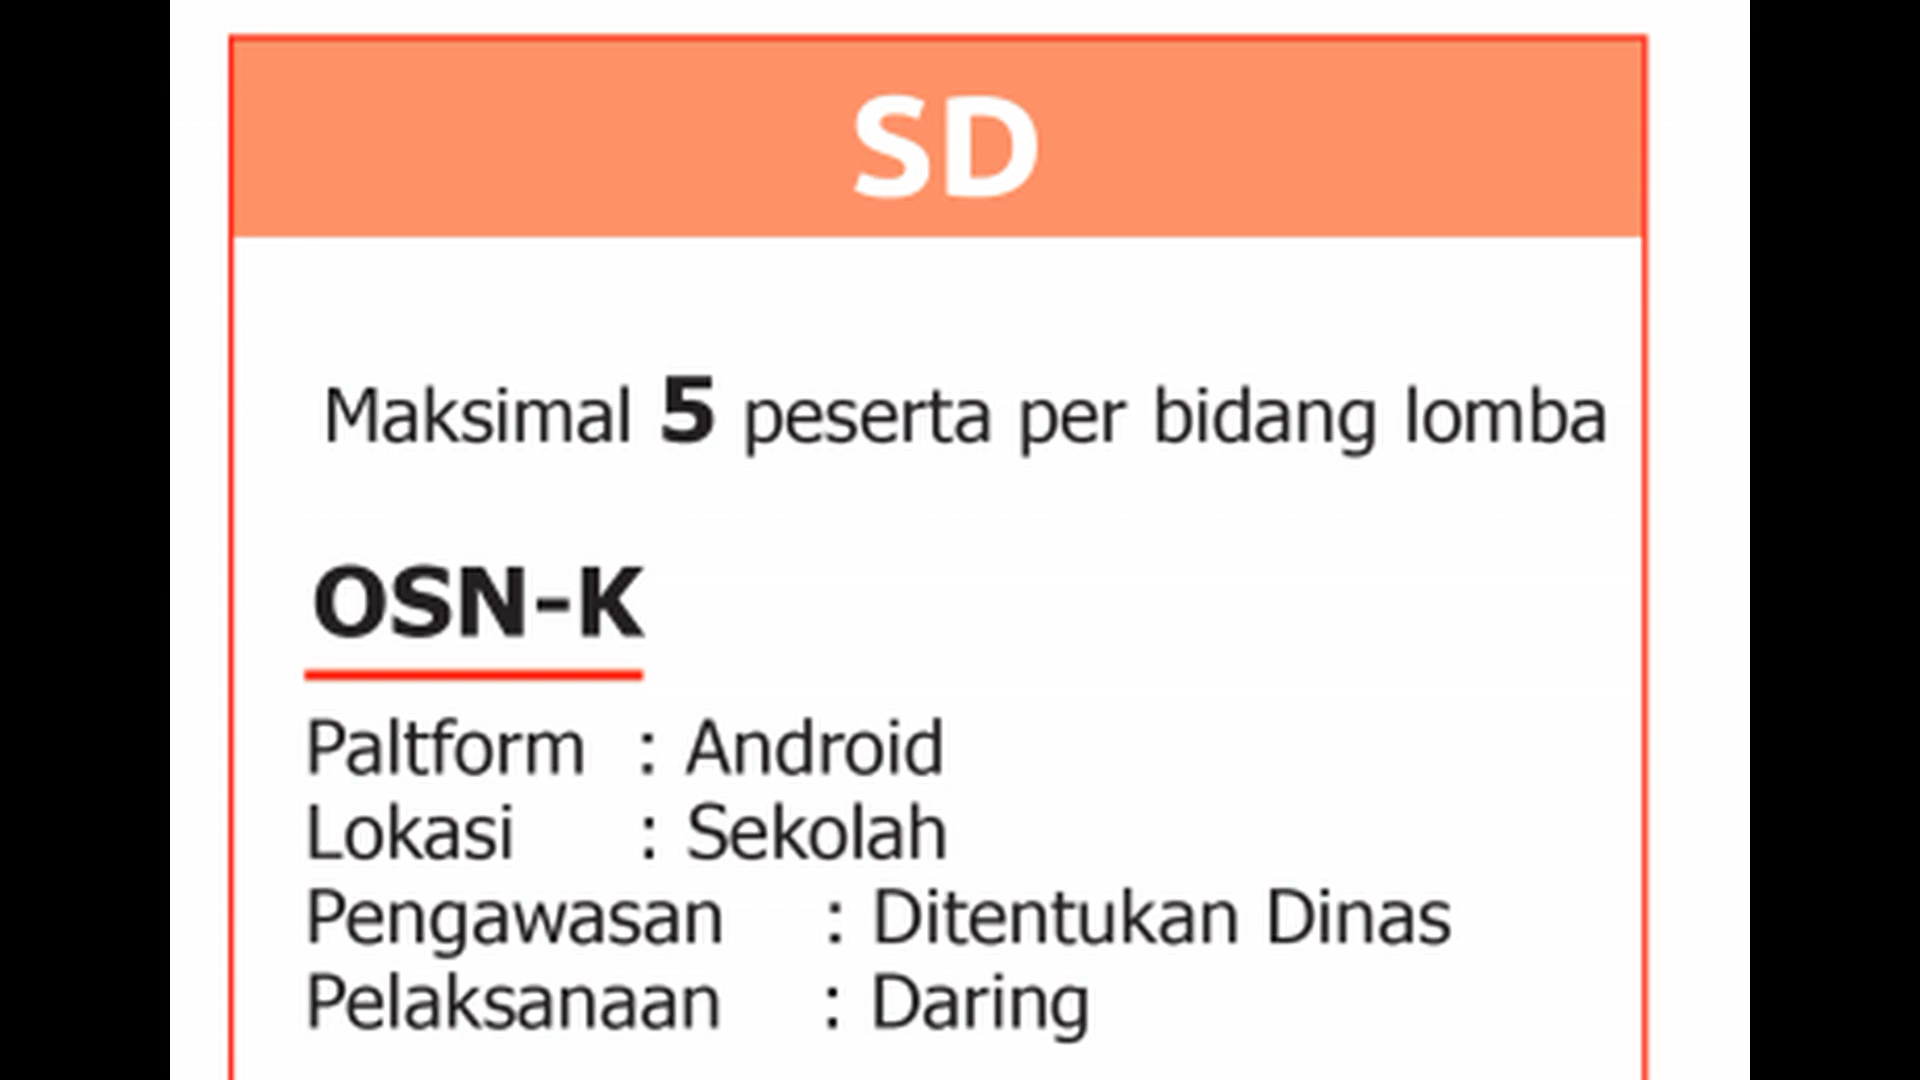 SD
Maksimal 5 peserta per bidang lomba
OSN-K
Paltform : Android
Lokasi : Sekolah
Pengawasan : Ditentukan Dinas
Pelaksanaan : Daring